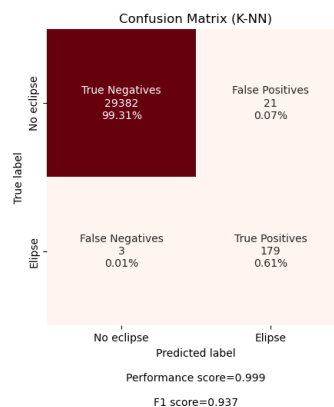 Confusion Matrix (K-NN)
True label
No eclipse
True Negatives
29382
99.31%
False Positives
21
0.07%
Elipse
False Negatives
3
0.01%
True Positives
179
0.61%
No eclipse
Elipse
Predicted label
Performance score=0.999
F1 score=0.937